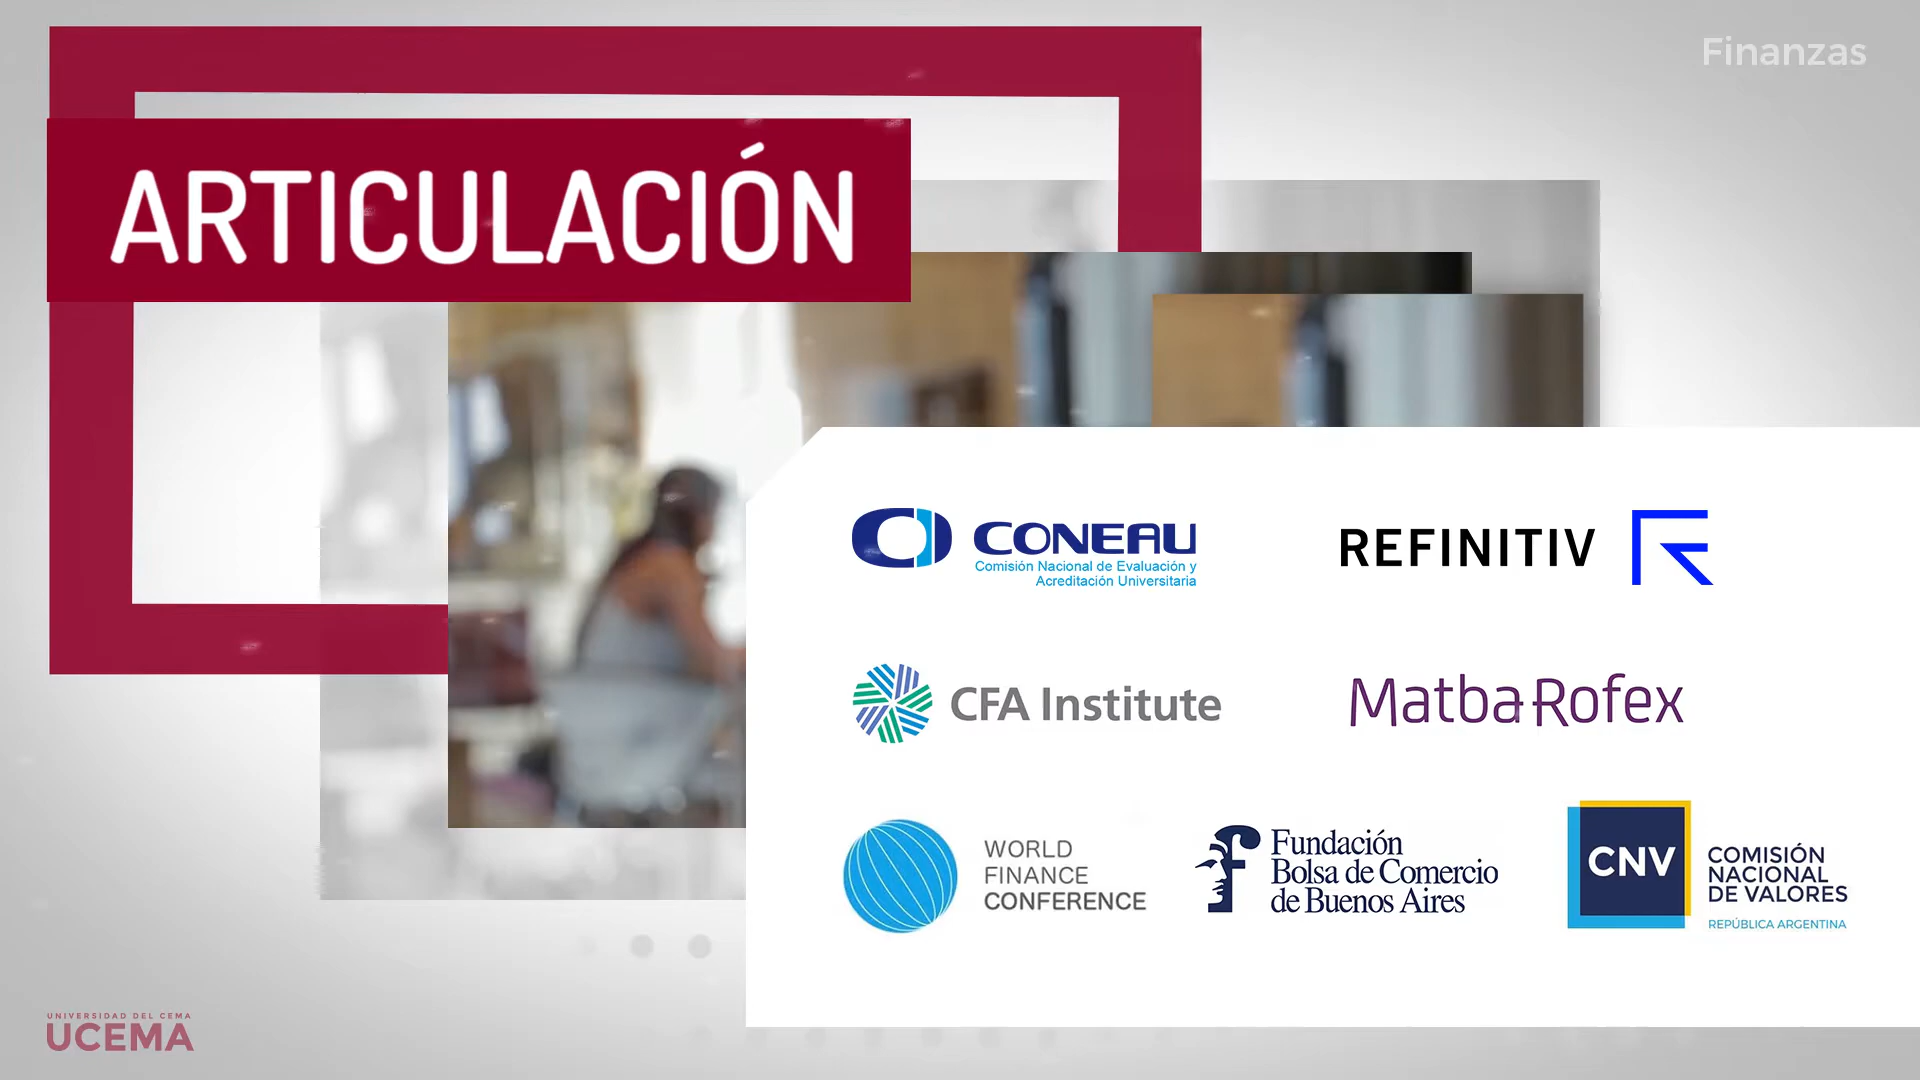 Finanzas
ARTICULACIÓN
CONEAU
Comisión Nacional de Evaluación y
Acreditación Universitaria
REFINITIV
CFA Institute
MatbaRofex
WORLD
FINANCE
CONFERENCE
Fundación
Bolsa de Comercio
de Buenos Aires
CNV
COMISIÓN
NACIONAL
DE VALORES
REPÚBLICA ARGENTINA
UNIVERSIDAD DEL CEMA
UCEMA